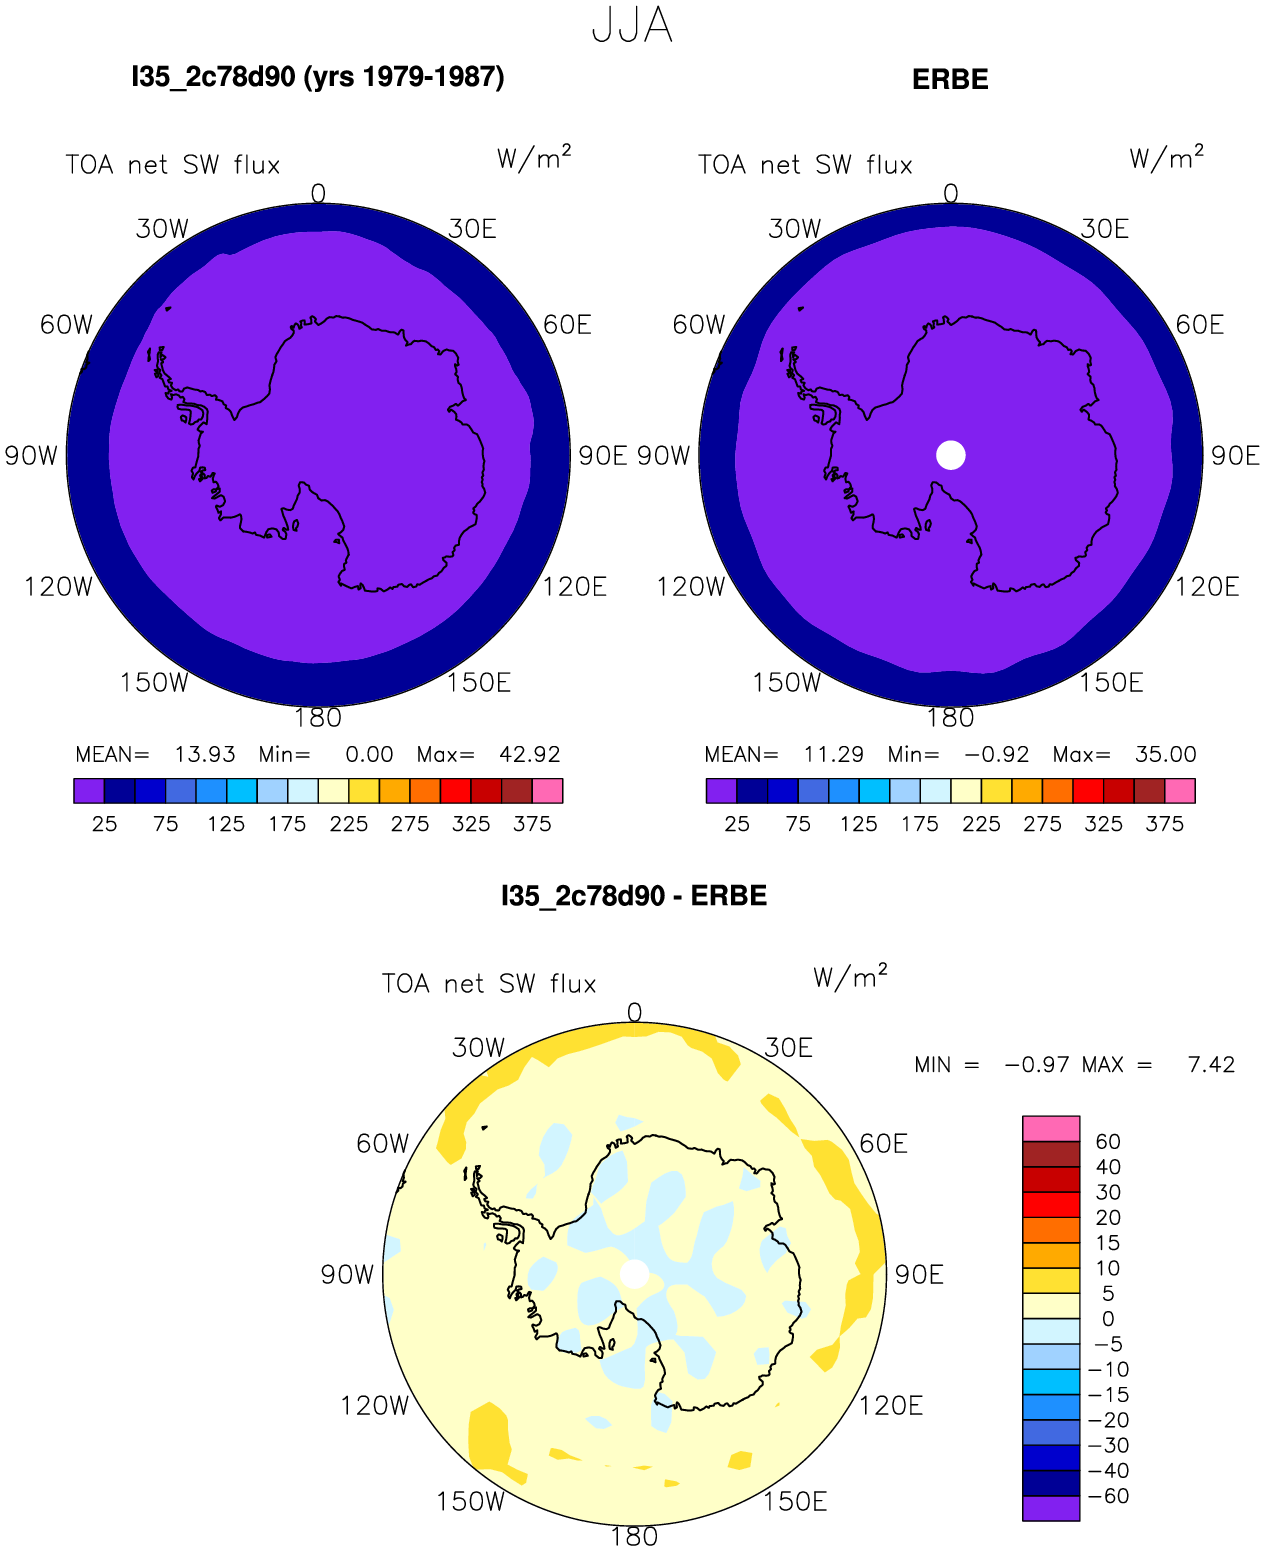 JJA
I35_2c78d90 (yrs 1979-1987)
ERBE
TOA net SW flux W/m²
TOA net SW flux W/m²
0
30W 30E
60W 60E
90W 90E
120W 120E
150W 150E
180
0
30W 30E
60W 60E
90W 90E
120W 120E
150W 150E
180
MEAN= 13.93 Min= 0.00 Max= 42.92
25 75 125 175 225 275 325 375
MEAN= 11.29 Min= −0.92 Max= 35.00
25 75 125 175 225 275 325 375
I35_2c78d90 - ERBE
TOA net SW flux W/m²
0
30W 30E
60W 60E
90W 90E
120W 120E
150W 150E
180
MIN = −0.97 MAX = 7.42
60
40
30
20
15
10
5
0
−5
−10
−15
−20
−30
−40
−60